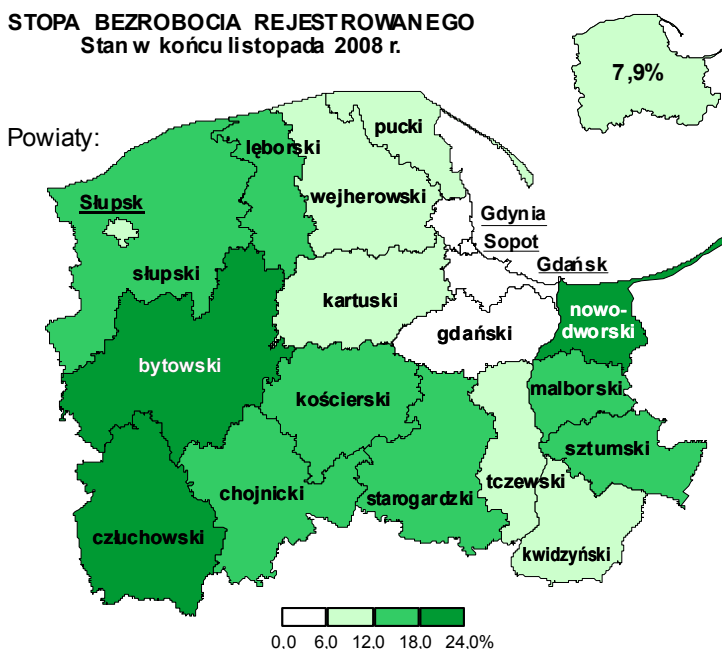 STOPA BEZROBOCIA REJESTROWANEGO
Stan w końcu listopada 2008 r.
7,9%
Powiaty:
pucki
lęborski
wejherowski
Słupsk
Gdynia
Sopot
Gdańsk
słupski
kartuski
gdański
nowo-
dworski
bytowski
malborski
kościerski
sztumski
tczewski
chojnicki
starogardzki
człuchowski
kwidzyński
0,0 6,0 12,0 18,0 24,0%